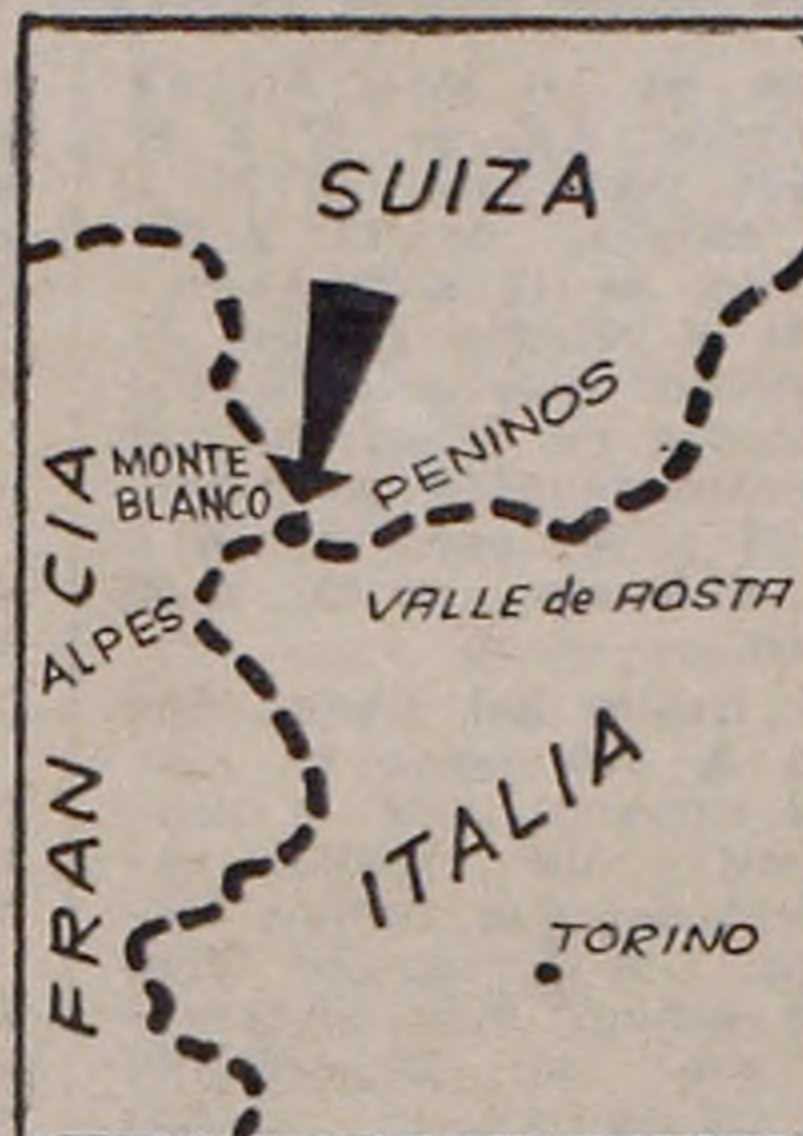 SUIZA
MONTE
BLANCO
ALPES PENINOS
FRANCIA
VALLE de AOSTA
ITALIA
TORINO